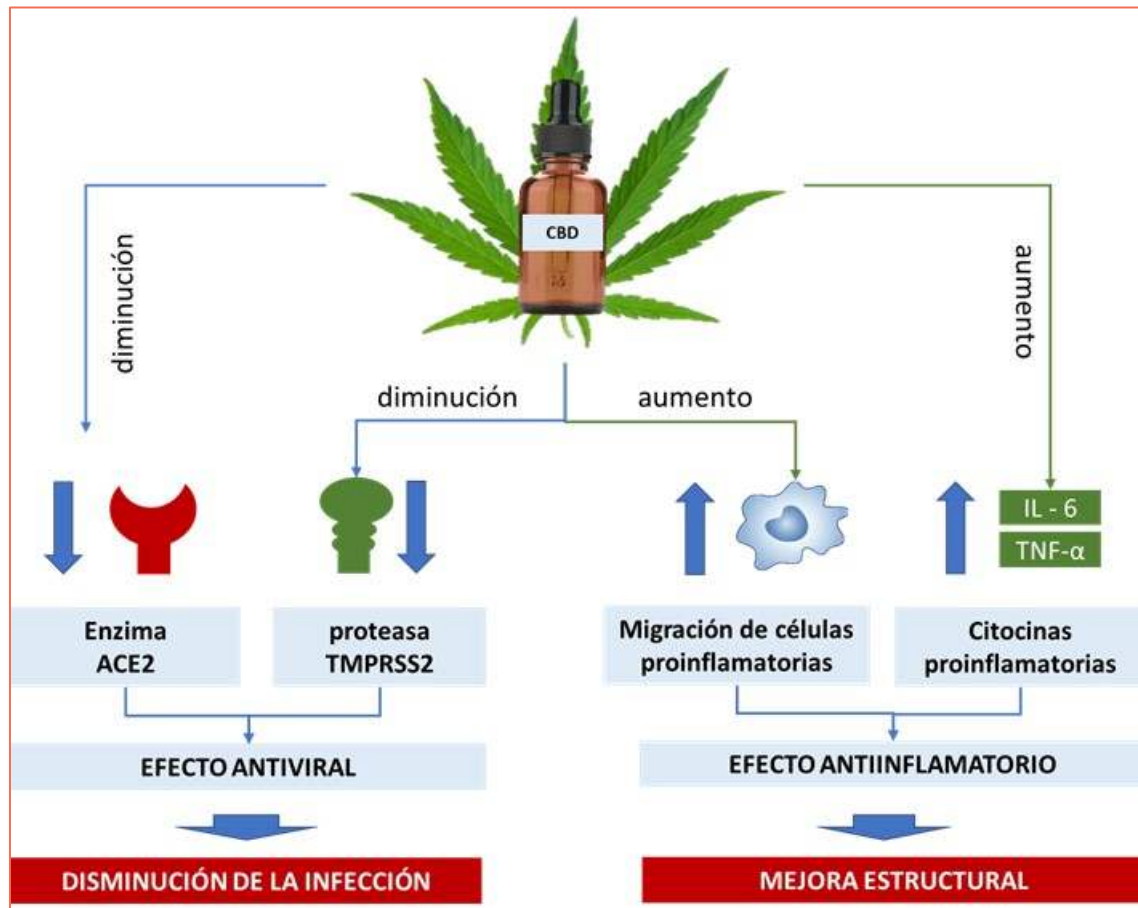 CBD
diminución
aumento
diminución
aumento
IL - 6
TNF-α
Enzima
ACE2
proteasa
TMPRSS2
Migración de células
proinflamatorias
Citocinas
proinflamatorias
EFECTO ANTIVIRAL
EFECTO ANTIINFLAMATORIO
DISMINUCIÓN DE LA INFECCIÓN
MEJORA ESTRUCTURAL